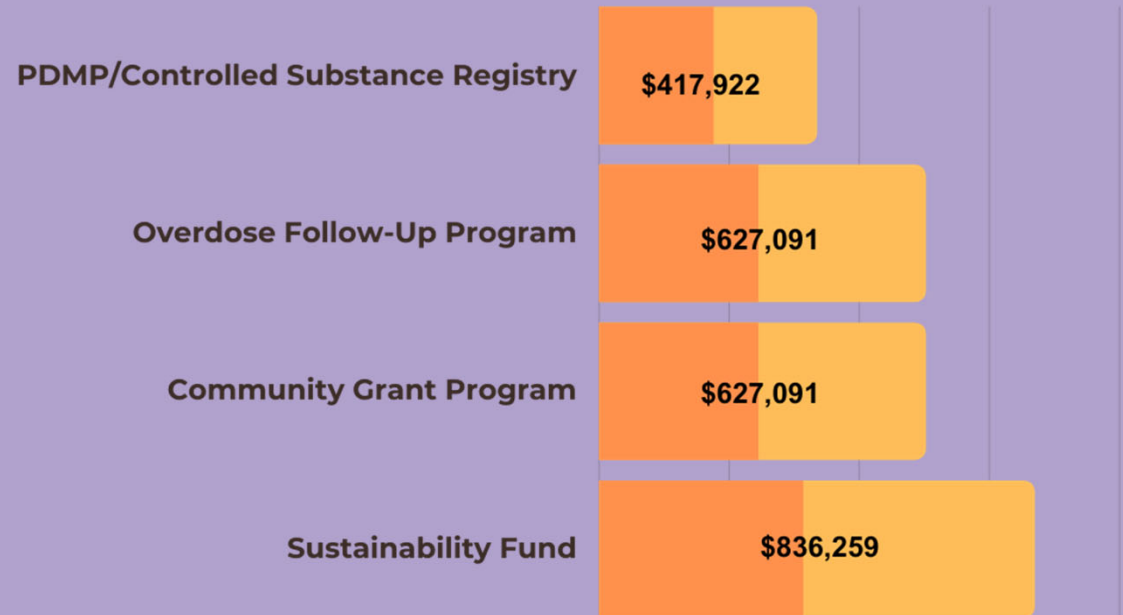 PDMP/Controlled Substance Registry
$417,922
Overdose Follow-Up Program
$627,091
Community Grant Program
$627,091
Sustainability Fund
$836,259